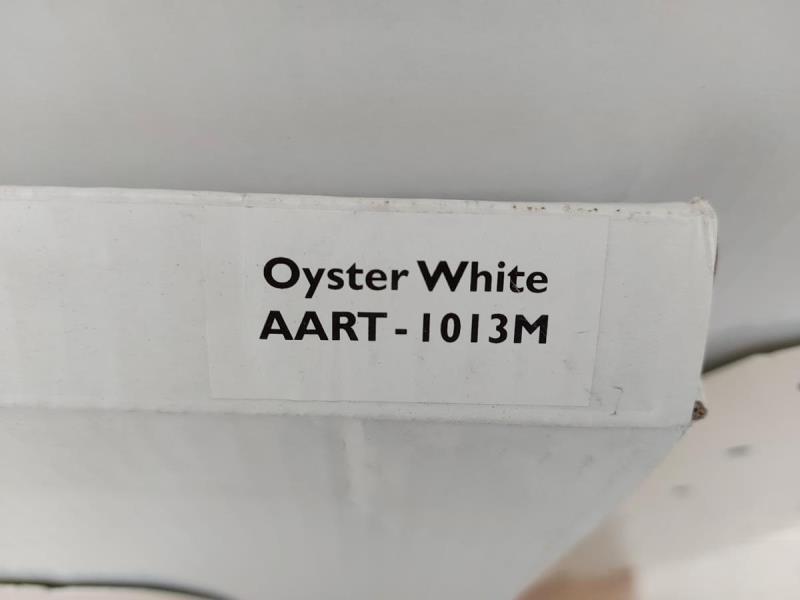 Oyster White
AART - 1013M